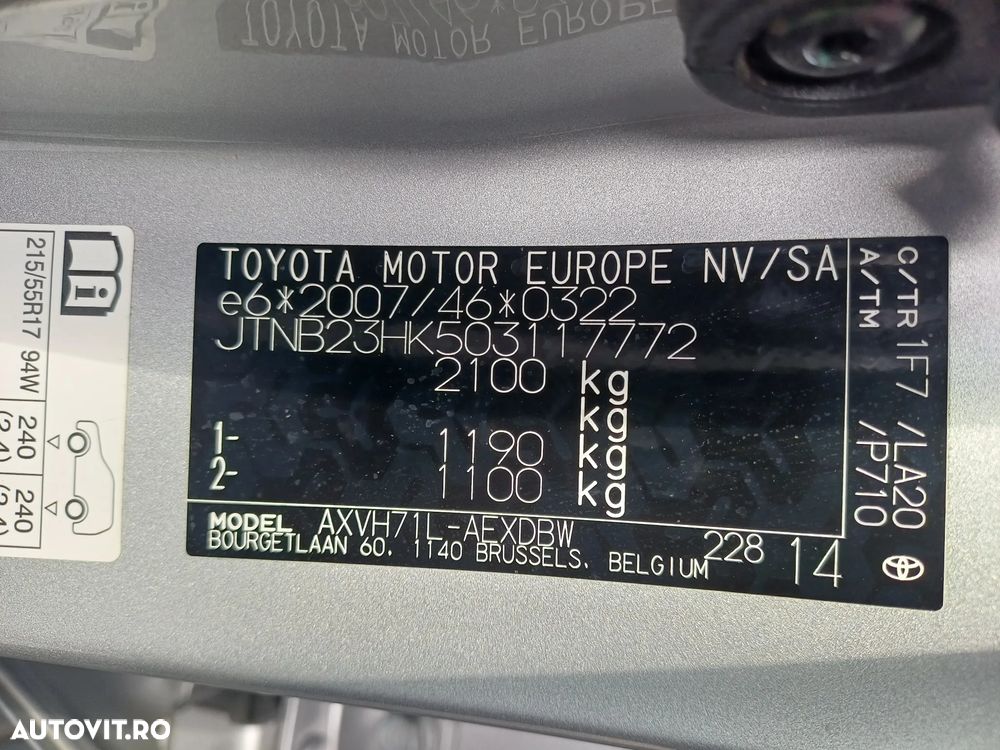 TOYOTA MOTOR EUROPE
TOYOTA MOTOR EUROPE NV/SA
e6*2007/46*0322
JTNB23HK503117772
2100 kg
kg
1- 1190 kg
2- 1100 kg
MODEL AXVH71L-AEXDBW
BOURGETLAAN 60, 1140 BRUSSELS, BELGIUM
228 14
C/TR 1F7 /LA20
A/TM /P710
215/55R17 94W 240 240
AUTOVIT.RO